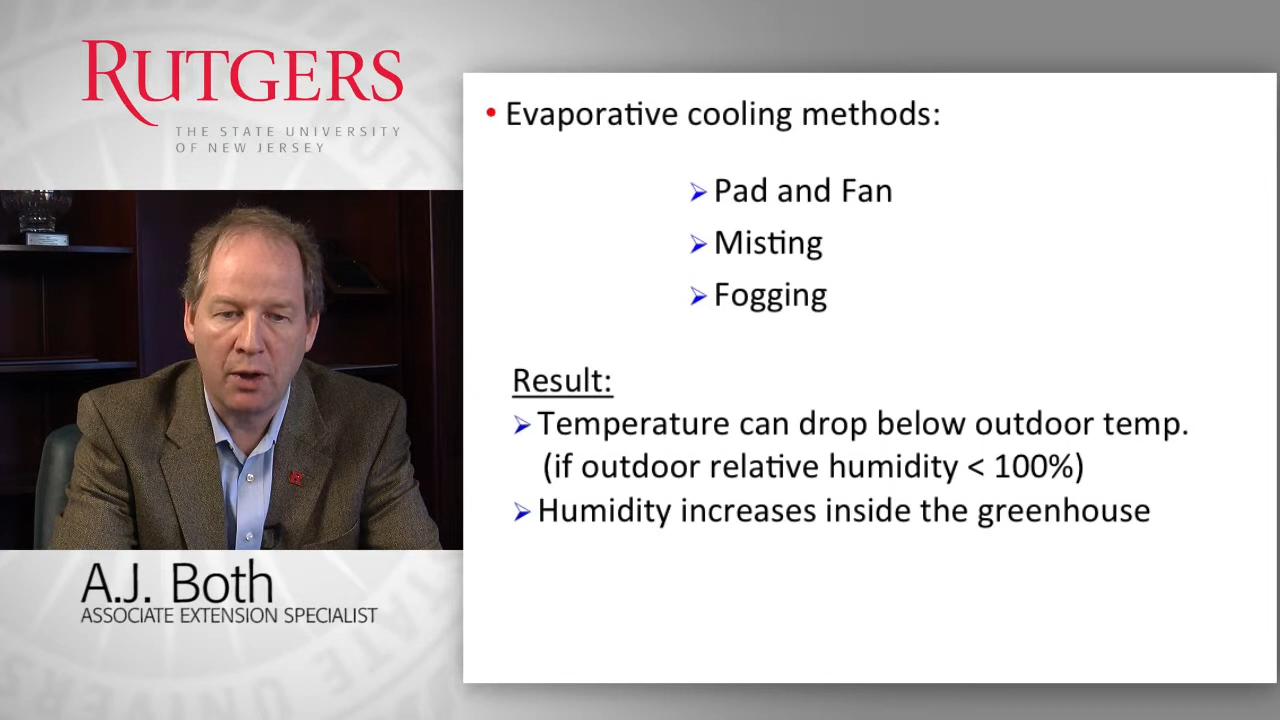 RUTGERS
THE STATE UNIVERSITY
OF NEW JERSEY
A.J. Both
ASSOCIATE EXTENSION SPECIALIST
• Evaporative cooling methods:
➢ Pad and Fan
➢ Misting
➢ Fogging
Result:
➢ Temperature can drop below outdoor temp.
(if outdoor relative humidity < 100%)
➢ Humidity increases inside the greenhouse